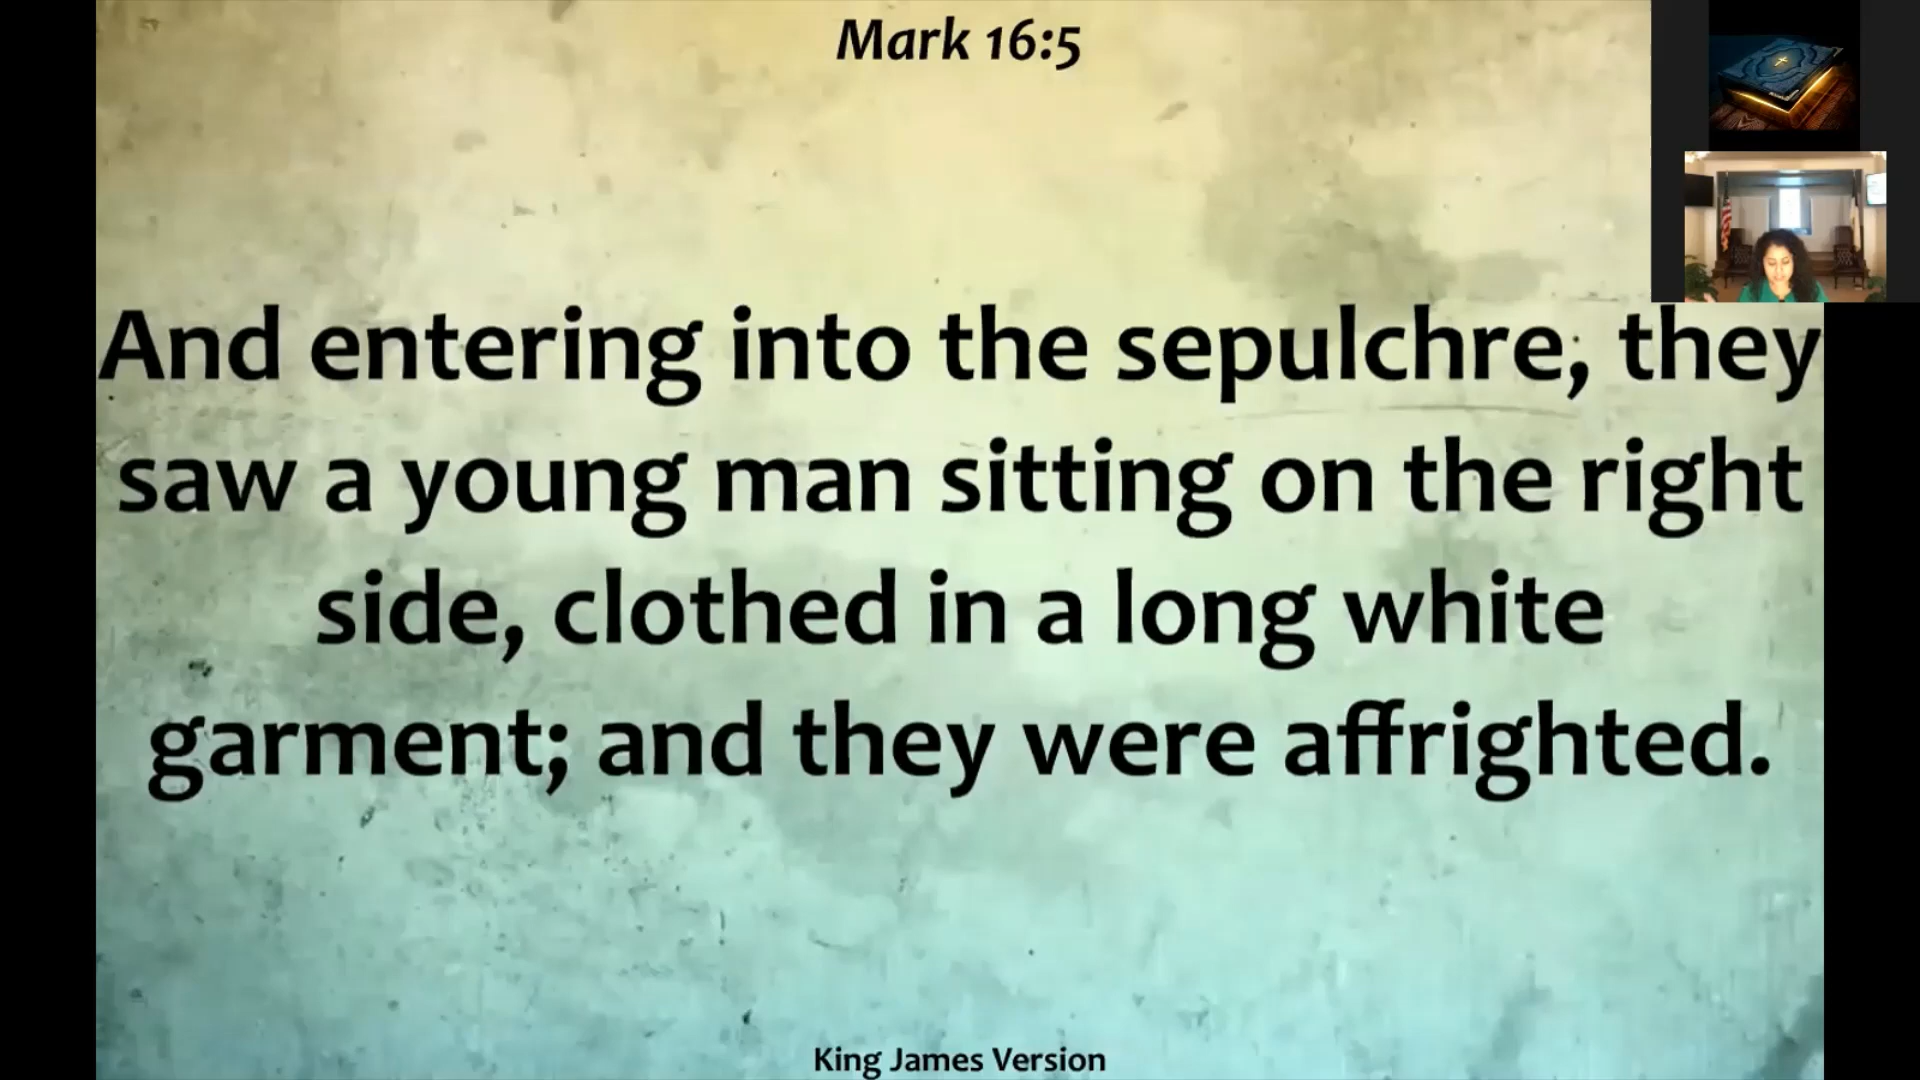 Mark 16:5
And entering into the sepulchre, they
saw a young man sitting on the right
side, clothed in a long white
garment; and they were affrighted.
King James Version